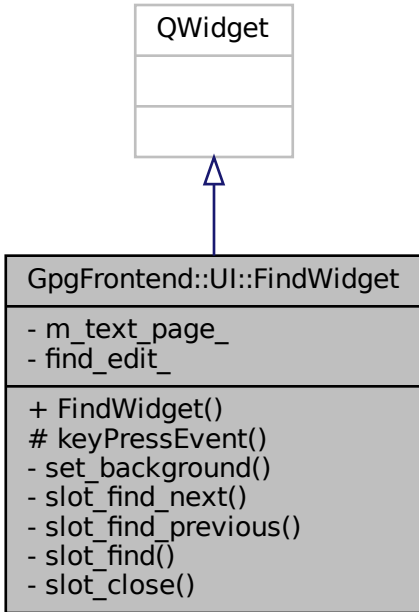 QWidget
GpgFrontend::UI::FindWidget
- m_text_page_
- find_edit_
+ FindWidget()
# keyPressEvent()
- set_background()
- slot_find_next()
- slot_find_previous()
- slot_find()
- slot_close()